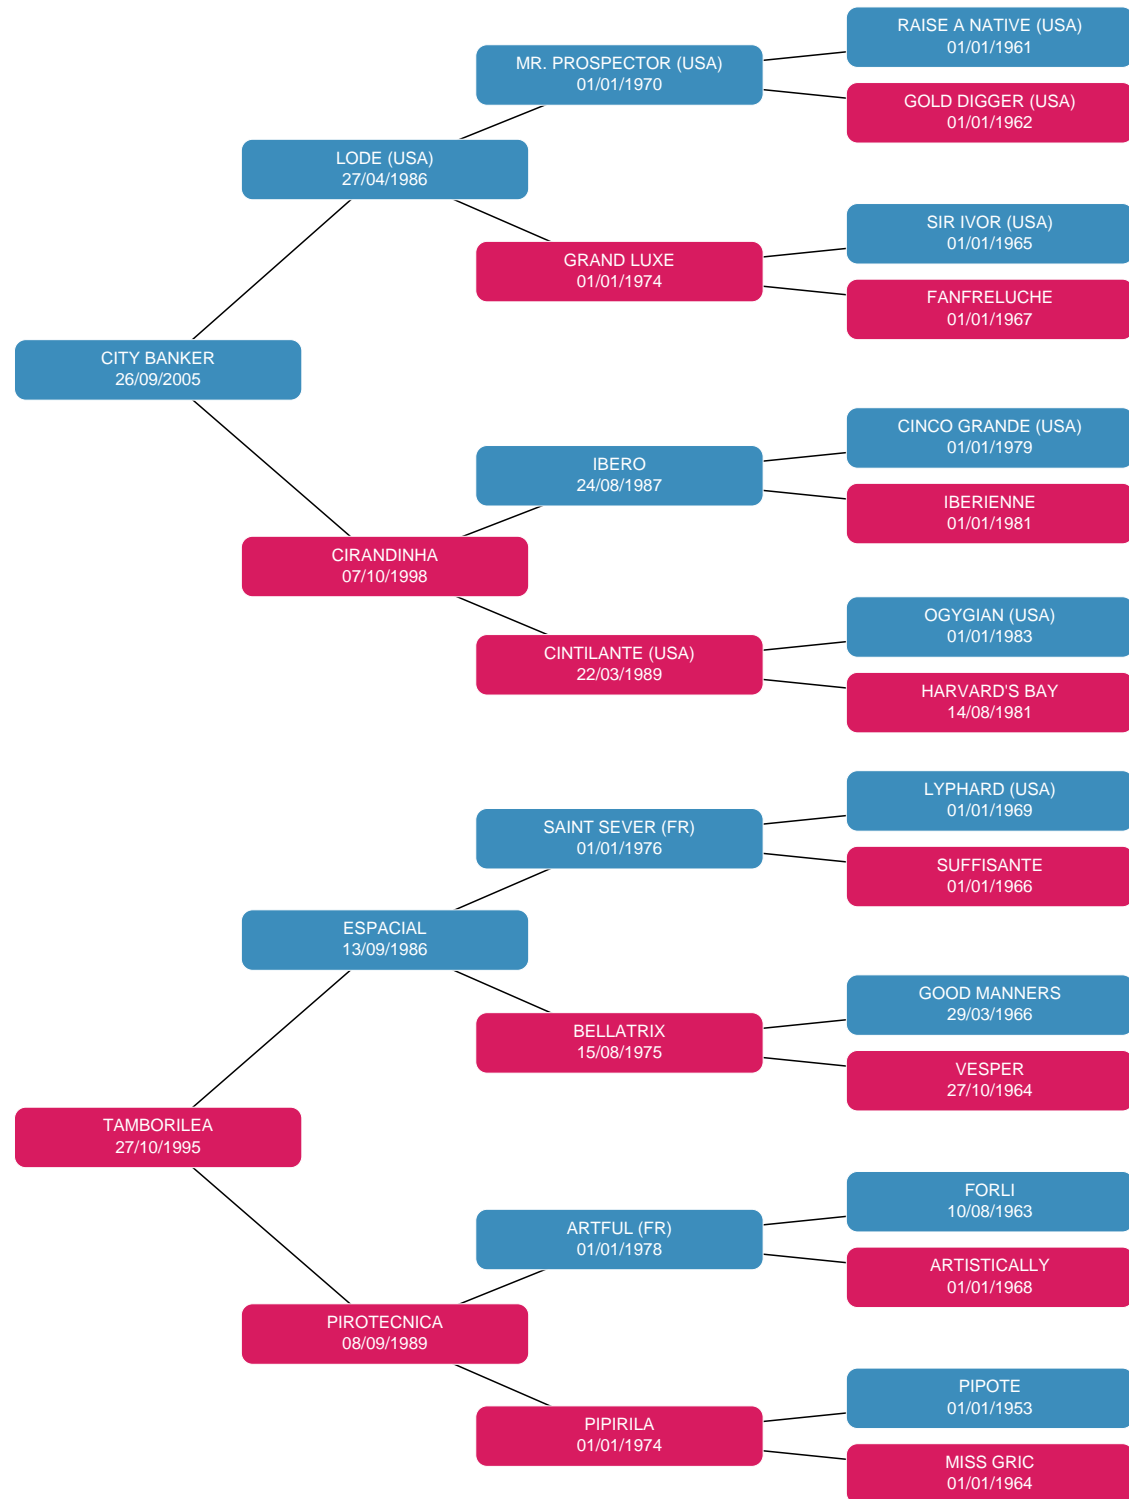 RAISE A NATIVE (USA)
01/01/1961
MR. PROSPECTOR (USA)
01/01/1970
GOLD DIGGER (USA)
01/01/1962
LODE (USA)
27/04/1986
SIR IVOR (USA)
01/01/1965
GRAND LUXE
01/01/1974
FANFRELUCHE
01/01/1967
CITY BANKER
26/09/2005
CINCO GRANDE (USA)
01/01/1979
IBERO
24/08/1987
IBERIENNE
01/01/1981
CIRANDINHA
07/10/1998
OGYGIAN (USA)
01/01/1983
CINTILANTE (USA)
22/03/1989
HARVARD'S BAY
14/08/1981
LYPHARD (USA)
01/01/1969
SAINT SEVER (FR)
01/01/1976
SUFFISANTE
01/01/1966
ESPACIAL
13/09/1986
GOOD MANNERS
29/03/1966
BELLATRIX
15/08/1975
VESPER
27/10/1964
TAMBORILEA
27/10/1995
FORLI
10/08/1963
ARTFUL (FR)
01/01/1978
ARTISTICALLY
01/01/1968
PIROTECNICA
08/09/1989
PIPOTE
01/01/1953
PIPIRILA
01/01/1974
MISS GRIC
01/01/1964